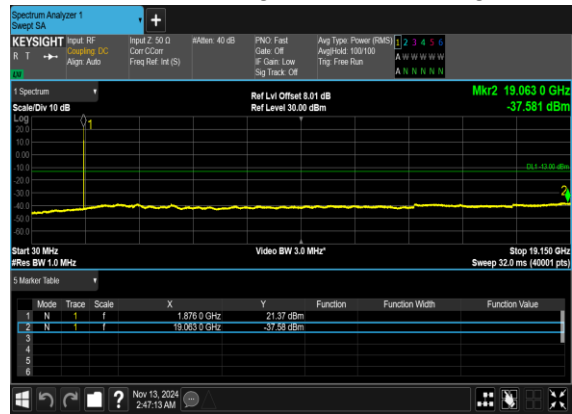 Spectrum Analyzer 1
Swept SA
+
KEYSIGHT
R T
Input: RF
Coupling: DC
Align: Auto
Input Z: 50 Ω
Corr CCorr
Freq Ref: Int (S)
#Atten: 40 dB
PNO: Fast
Gate: Off
IF Gain: Low
Sig Track: Off
Avg Type: Power (RMS)
Avg|Hold: 100/100
Trig: Free Run
1 2 3 4 5 6
A W W W W W
A N N N N N
1 Spectrum
Scale/Div 10 dB
Ref Lvl Offset 8.01 dB
Ref Level 30.00 dBm
Mkr2 19.063 0 GHz
-37.581 dBm
Log
20.0
10.0
0.00
-10.0
-20.0
-30.0
-40.0
-50.0
-60.0
1
DL1 -13.00 dBm
2
Start 30 MHz
#Res BW 1.0 MHz
Video BW 3.0 MHz*
Stop 19.150 GHz
Sweep 32.0 ms (40001 pts)
5 Marker Table
Mode Trace Scale X Y Function Function Width Function Value
1 N 1 f 1.876 0 GHz 21.37 dBm
2 N 1 f 19.063 0 GHz -37.58 dBm
3
4
5
6
?
Nov 13, 2024
2:47:13 AM